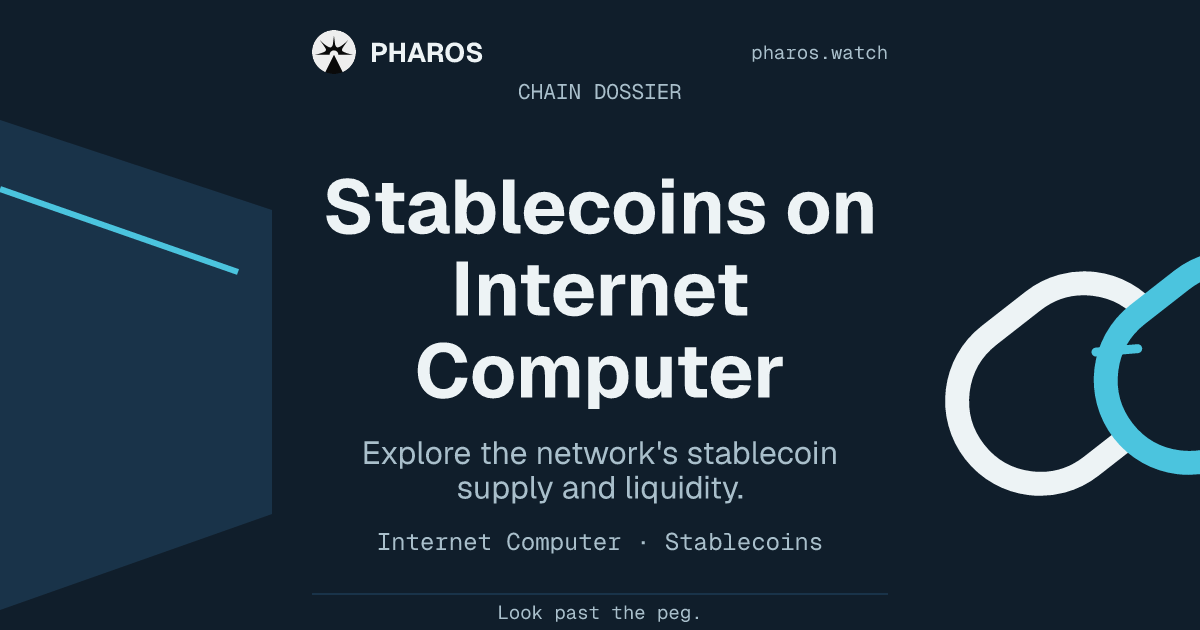 PHAROS
pharos.watch
CHAIN DOSSIER
Stablecoins on
Internet
Computer
Explore the network's stablecoin
supply and liquidity.
Internet Computer · Stablecoins
Look past the peg.